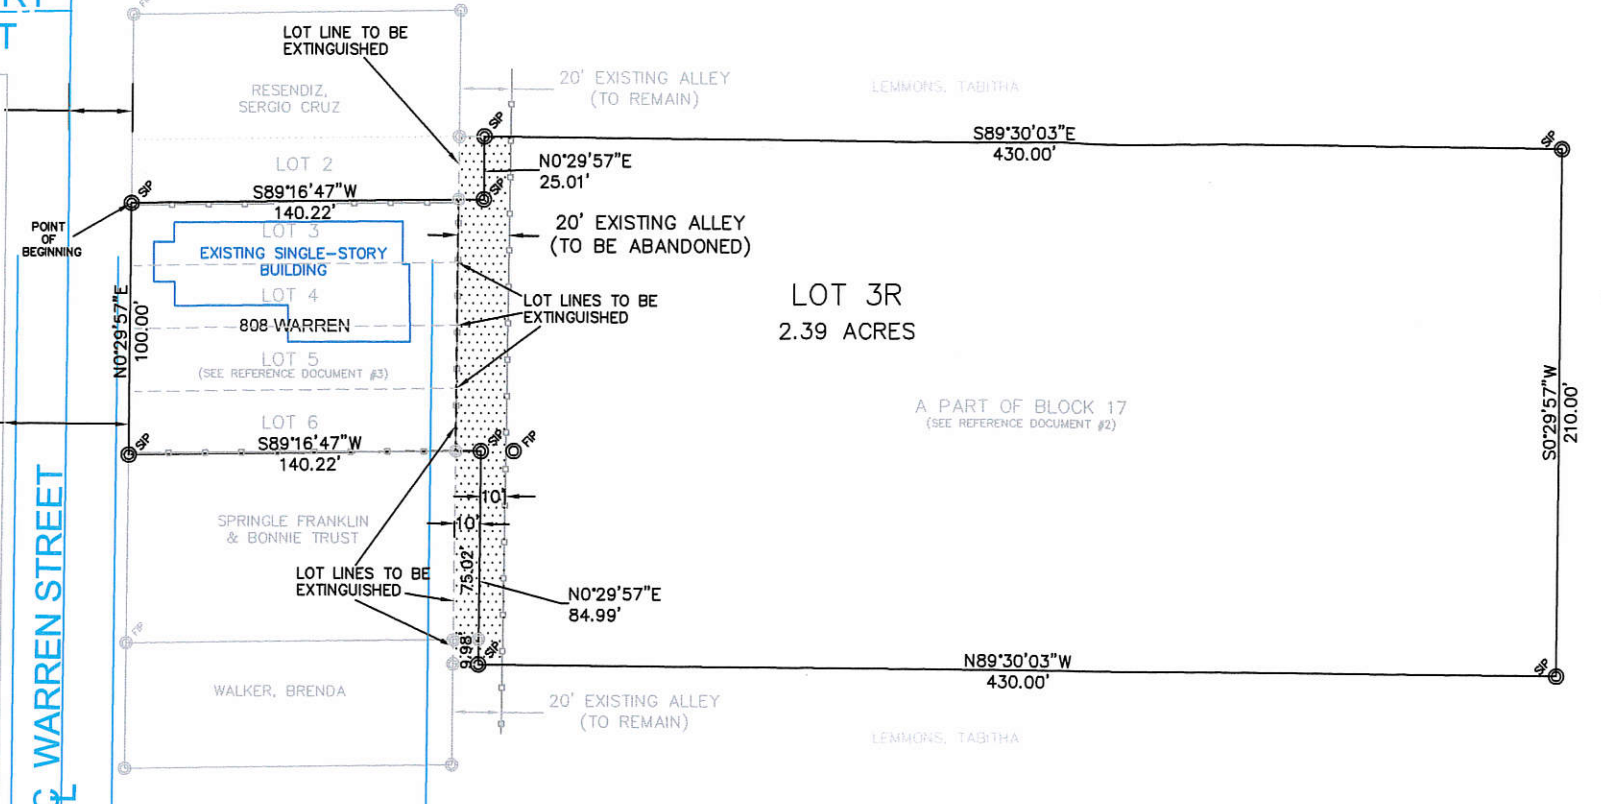 T
LOT LINE TO BE
EXTINGUISHED
RESENDIZ,
SERGIO CRUZ
20' EXISTING ALLEY
(TO REMAIN)
LEMMONS, TABITHA
SIP
S89°30'03"E
430.00'
SIP
N0°29'57"E
25.01'
LOT 2
SIP
S89°16'47"W
140.22'
SIP
POINT
OF
BEGINNING
LOT 3
EXISTING SINGLE-STORY
BUILDING
20' EXISTING ALLEY
(TO BE ABANDONED)
LOT 4
808 WARREN
LOT LINES TO BE
EXTINGUISHED
LOT 3R
2.39 ACRES
N0°29'57"E
100.00'
LOT 5
(SEE REFERENCE DOCUMENT #3)
A PART OF BLOCK 17
(SEE REFERENCE DOCUMENT #2)
S0°29'57"W
210.00'
LOT 6
SIP
S89°16'47"W
140.22'
SIP
FIP
10'
10'
75.02'
SPRINGLE FRANKLIN
& BONNIE TRUST
LOT LINES TO BE
EXTINGUISHED
N0°29'57"E
84.99'
WARREN STREET
FIP
9.98'
SIP
N89°30'03"W
430.00'
SIP
WALKER, BRENDA
20' EXISTING ALLEY
(TO REMAIN)
LEMMONS, TABITHA